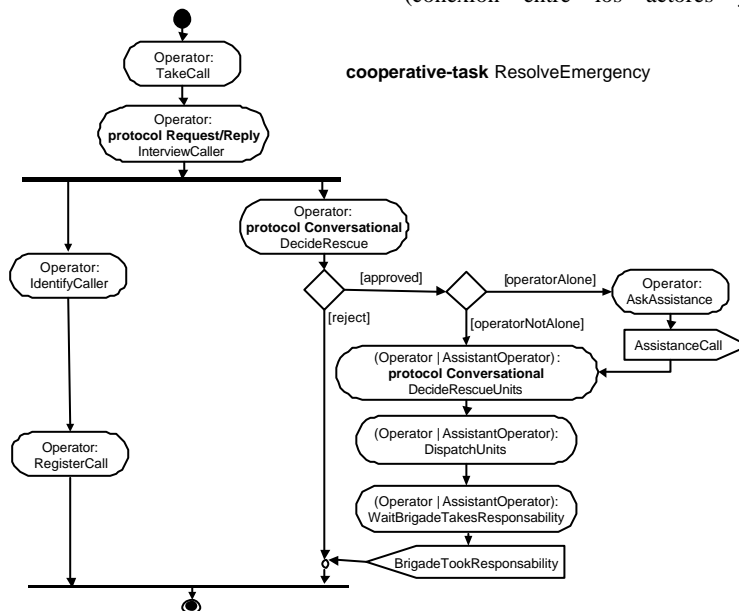 (conexión entre los actores
Operator:
TakeCall
cooperative-task ResolveEmergency
Operator:
protocol Request/Reply
InterviewCaller
Operator:
protocol Conversational
DecideRescue
Operator:
IdentifyCaller
[approved]
[operatorAlone]
Operator:
AskAssistance
[reject]
[operatorNotAlone]
AssistanceCall
(Operator | AssistantOperator) :
protocol Conversational
DecideRescueUnits
(Operator | AssistantOperator):
DispatchUnits
Operator:
RegisterCall
(Operator | AssistantOperator):
WaitBrigadeTakesResponsability
BrigadeTookResponsability